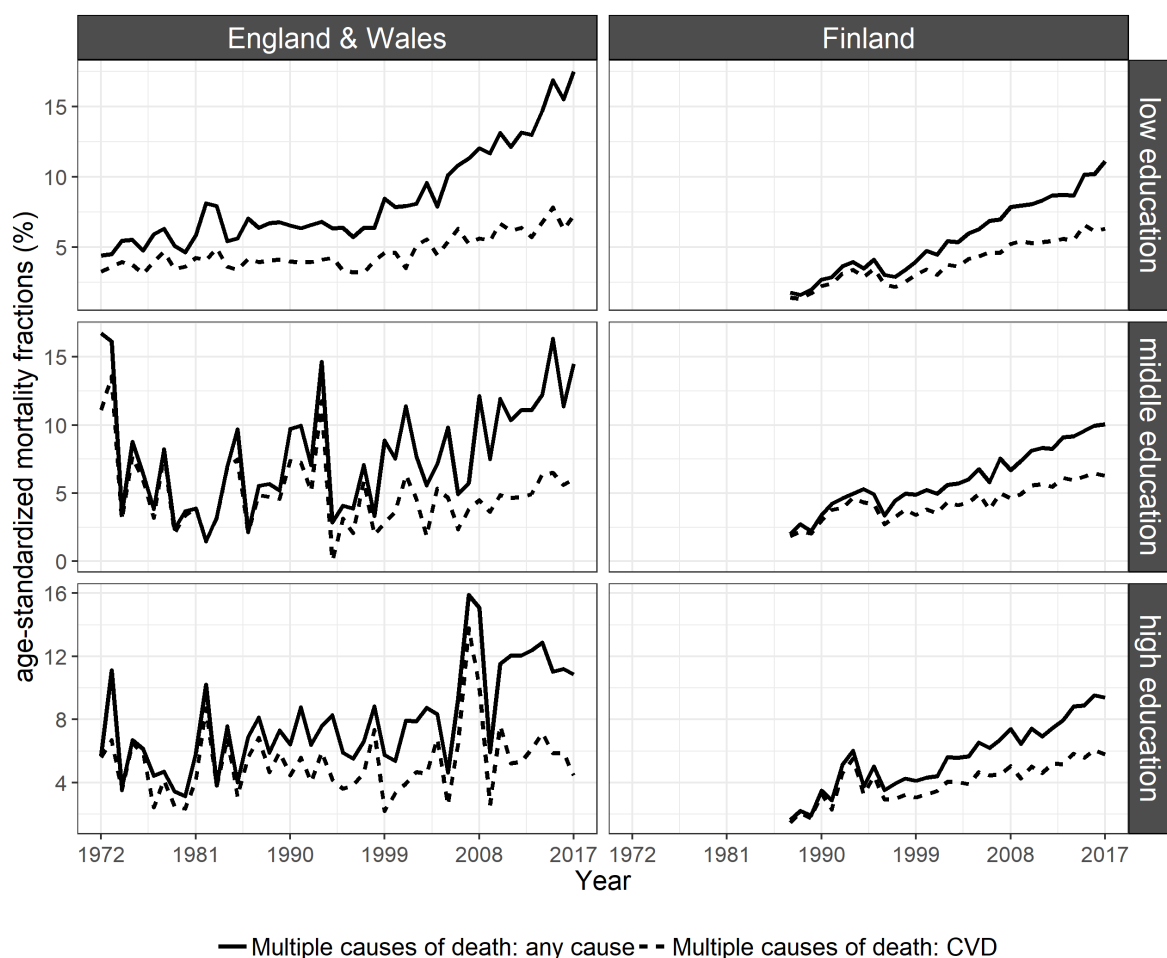 England & Wales
Finland
age-standardized mortality fractions (%)
15
10
5
low education
15
10
5
0
middle education
16
12
8
4
high education
1972 1981 1990 1999 2008 2017
1972 1981 1990 1999 2008 2017
Year
Multiple causes of death: any cause Multiple causes of death: CVD